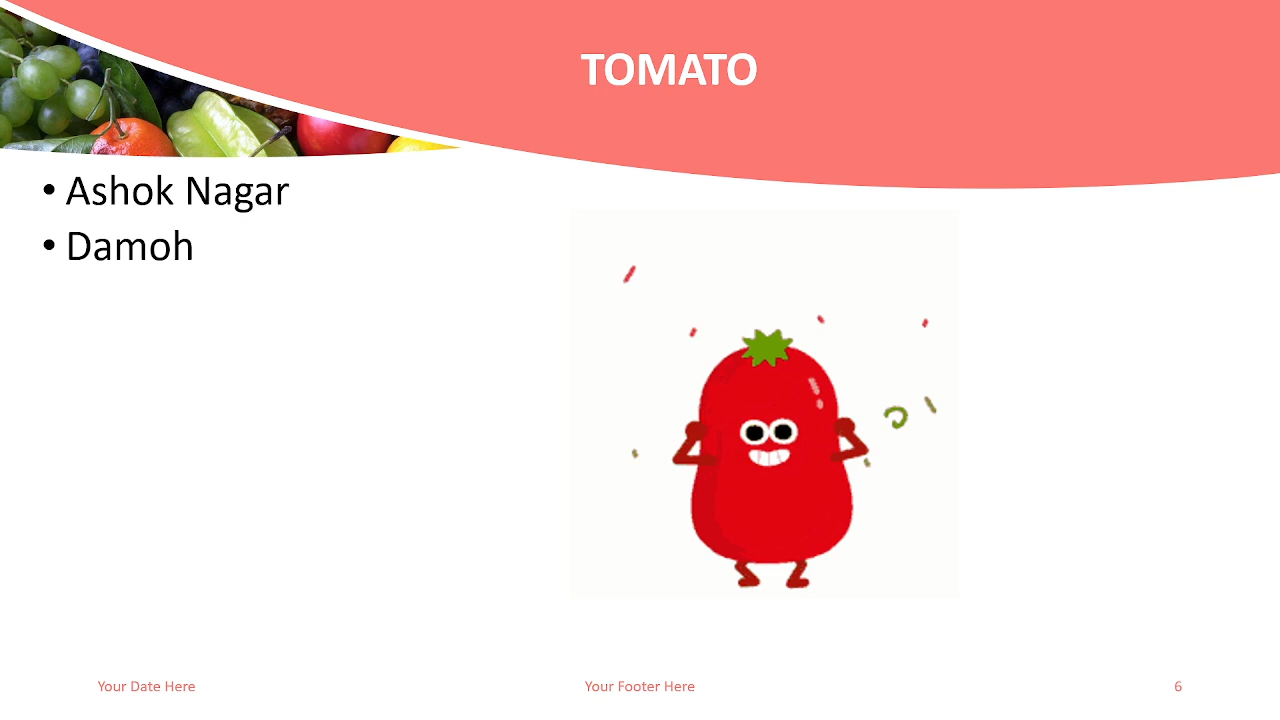 TOMATO
• Ashok Nagar
• Damoh
Your Date Here
Your Footer Here
6